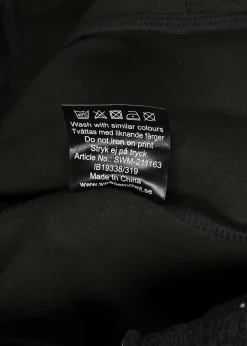 Wash with similar colours
Tvättas med liknande färger
Do not Iron on print
Stryk ej på tryck
Article No.: SWM-211163
IB19338/319
Made in China